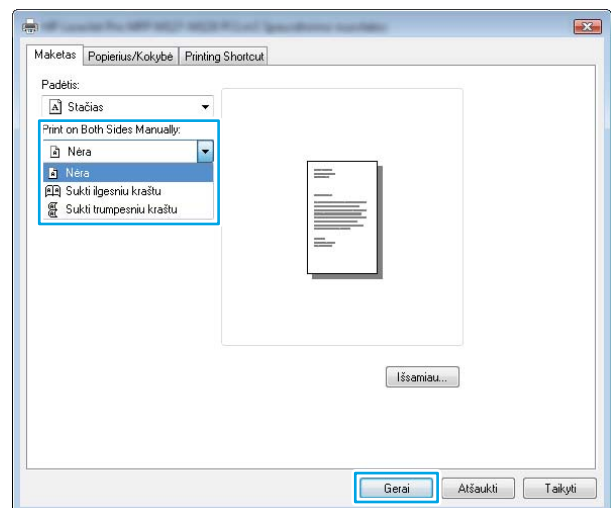 Maketas Popierius/Kokybė Printing Shortcut
Padėtis:
Stačias
Print on Both Sides Manually:
Nėra
Nėra
Sukti ilgesniu kraštu
Sukti trumpesniu kraštu
Išsamiau...
Gerai Atšaukti Taikyti